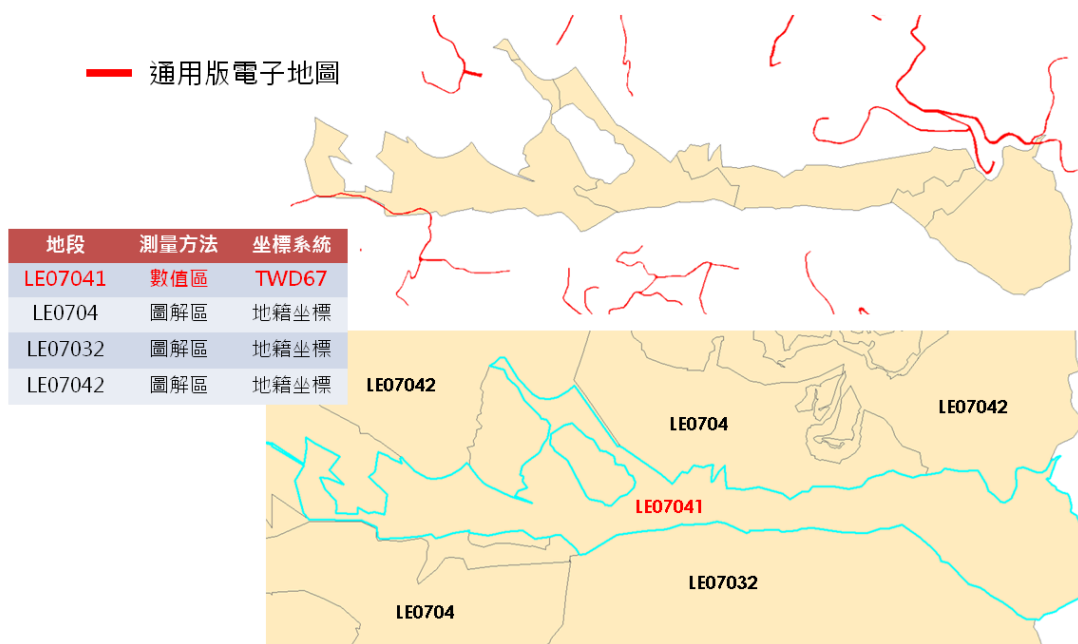 通用版電子地圖
地段 測量方法 坐標系統
LE07041 數值區 TWD67
LE0704 圖解區 地籍坐標
LE07032 圖解區 地籍坐標
LE07042 圖解區 地籍坐標
LE07042
LE0704
LE07042
LE07041
LE07032
LE0704